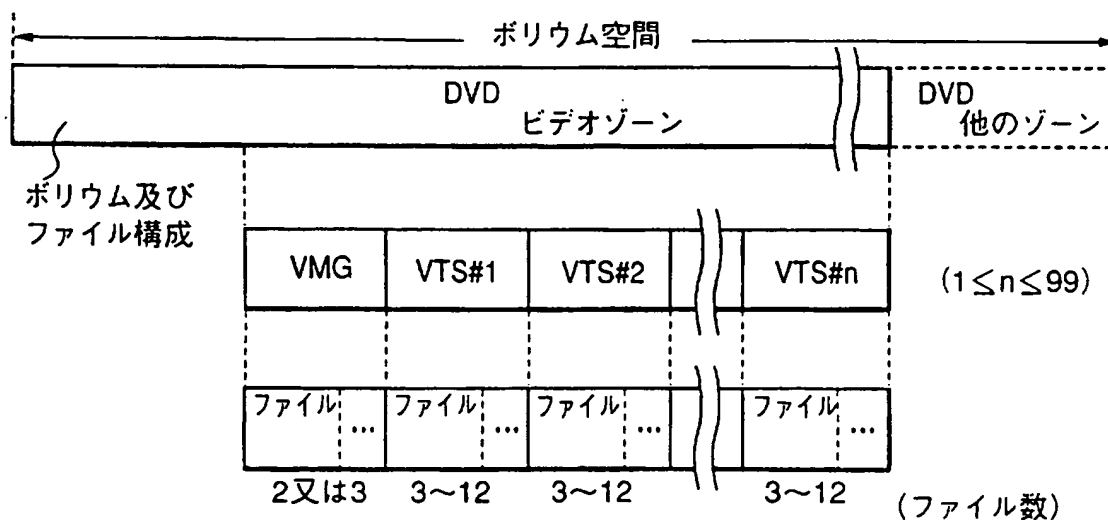 ボリウム空間
DVD
ビデオゾーン
DVD
他のゾーン
ボリウム及び
ファイル構成
VMG VTS#1 VTS#2 VTS#n (1≦n≦99)
ファイル … ファイル … ファイル … ファイル …
2又は3 3～12 3～12 3～12 (ファイル数)